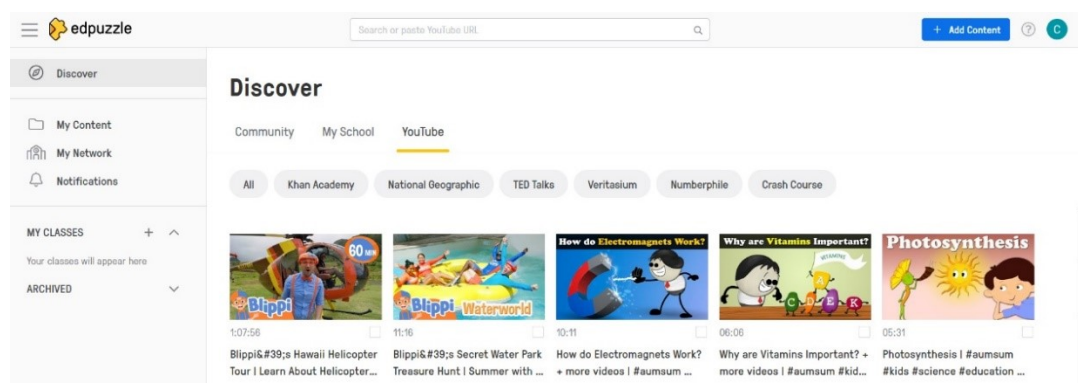 edpuzzle
Search or paste YouTube URL
+ Add Content
?
C
Discover
My Content
My Network
Notifications
MY CLASSES
+
Your classes will appear here
ARCHIVED
Discover
Community My School YouTube
All Khan Academy National Geographic TED Talks Veritasium Numberphile Crash Course
60 MIN
Blippi
1:07:56
Blippi&#39;s Hawaii Helicopter
Tour | Learn About Helicopter...
Blippi Waterworld
11:16
Blippi&#39;s Secret Water Park
Treasure Hunt | Summer with ...
How do Electromagnets Work?
10:11
How do Electromagnets Work?
+ more videos | #aumsum ...
Why are Vitamins Important?
VITAMINS
A
C D E K
06:06
Why are Vitamins Important? +
more videos | #aumsum #kid...
Photosynthesis
05:31
Photosynthesis | #aumsum
#kids #science #education ...